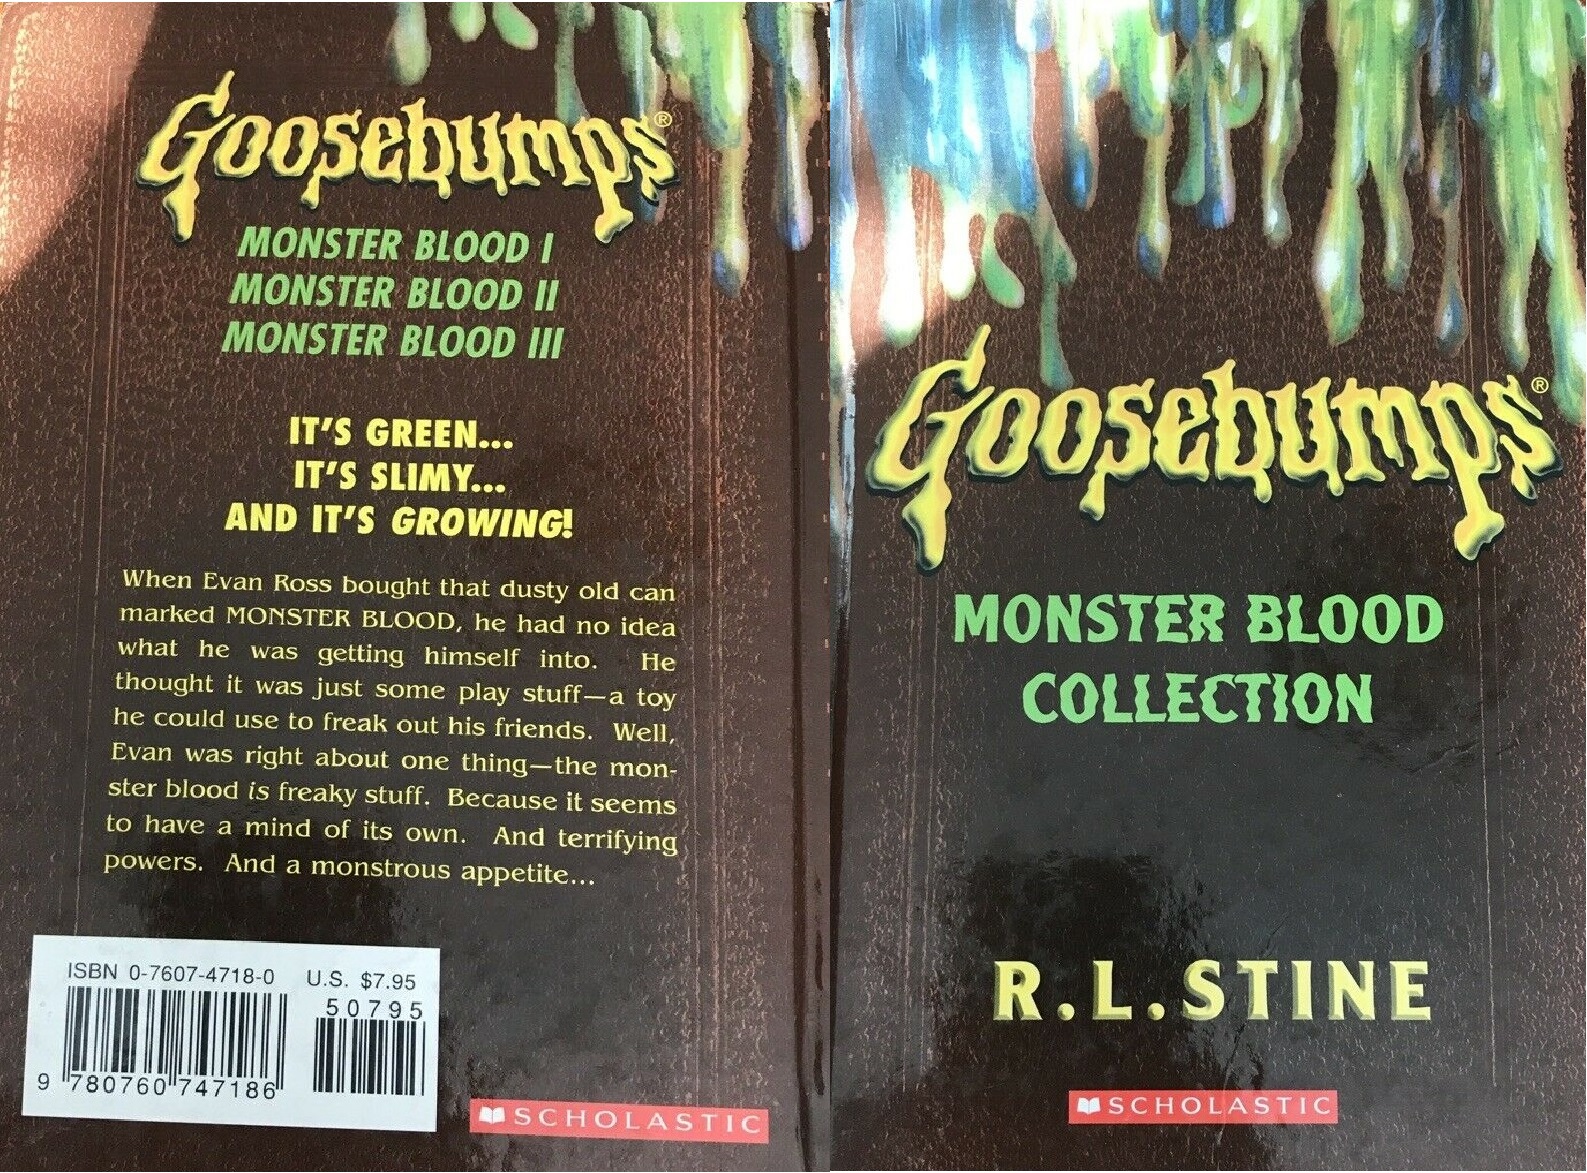 Goosebumps®
MONSTER BLOOD I
MONSTER BLOOD II
MONSTER BLOOD III
IT'S GREEN...
IT'S SLIMY...
AND IT'S GROWING!
When Evan Ross bought that dusty old can
marked MONSTER BLOOD, he had no idea
what he was getting himself into. He
thought it was just some play stuff—a toy
he could use to freak out his friends. Well,
Evan was right about one thing—the mon-
ster blood is freaky stuff. Because it seems
to have a mind of its own. And terrifying
powers. And a monstrous appetite...
ISBN 0-7607-4718-0 U.S. $7.95
50795
9 780760 747186
SCHOLASTIC
Goosebumps®
MONSTER BLOOD
COLLECTION
R.L.STINE
SCHOLASTIC